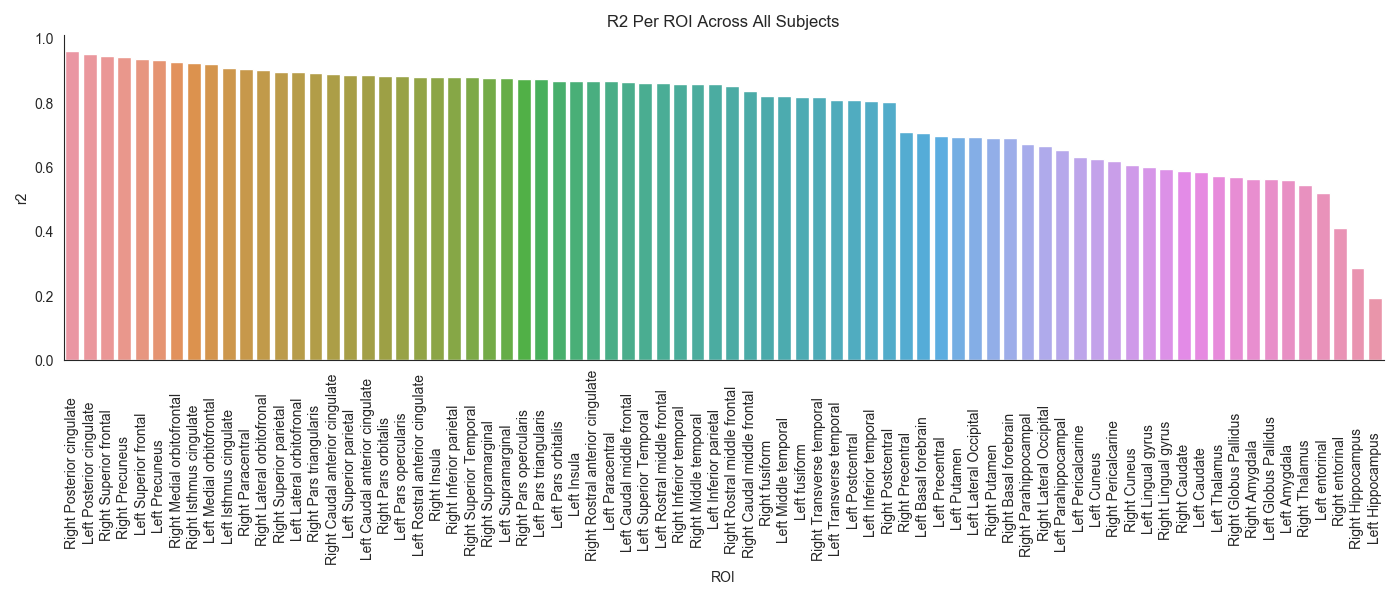 R2 Per ROI Across All Subjects
1.0
0.8
0.6
0.4
0.2
0.0
r2
Right Posterior cingulate
Left Posterior cingulate
Right Superior frontal
Right Precuneus
Left Superior frontal
Left Precuneus
Right Medial orbitofrontal
Right Isthmus cingulate
Left Medial orbitofrontal
Left Isthmus cingulate
Right Paracentral
Right Lateral orbitofronal
Right Superior parietal
Left Lateral orbitofronal
Right Pars triangularis
Right Caudal anterior cingulate
Left Superior parietal
Left Caudal anterior cingulate
Right Pars orbitalis
Left Pars opercularis
Left Rostral anterior cingulate
Right Insula
Right Inferior parietal
Right Superior Temporal
Right Supramarginal
Left Supramarginal
Right Pars opercularis
Left Pars triangularis
Left Pars orbitalis
Left Insula
Right Rostral anterior cingulate
Left Paracentral
Left Caudal middle frontal
Left Superior Temporal
Left Rostral middle frontal
Right Inferior temporal
Right Middle temporal
Left Inferior parietal
Right Rostral middle frontal
Right Caudal middle frontal
Right fusiform
Left Middle temporal
Left fusiform
Right Transverse temporal
Left Transverse temporal
Left Postcentral
Left Inferior temporal
Right Postcentral
Right Precentral
Left Basal forebrain
Left Precentral
Left Putamen
Left Lateral Occipital
Right Putamen
Right Basal forebrain
Right Parahippocampal
Right Lateral Occipital
Left Parahippocampal
Left Pericalcarine
Left Cuneus
Right Pericalcarine
Right Cuneus
Left Lingual gyrus
Right Lingual gyrus
Right Caudate
Left Caudate
Left Thalamus
Right Globus Pallidus
Right Amygdala
Left Globus Pallidus
Left Amygdala
Right Thalamus
Left entorinal
Right entorinal
Right Hippocampus
Left Hippocampus
ROI